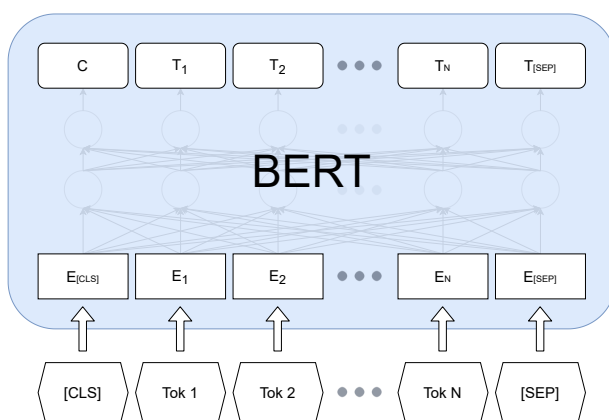 C T1 T2 TN T[SEP]
BERT
E[CLS] E1 E2 EN E[SEP]
[CLS] Tok 1 Tok 2 Tok N [SEP]